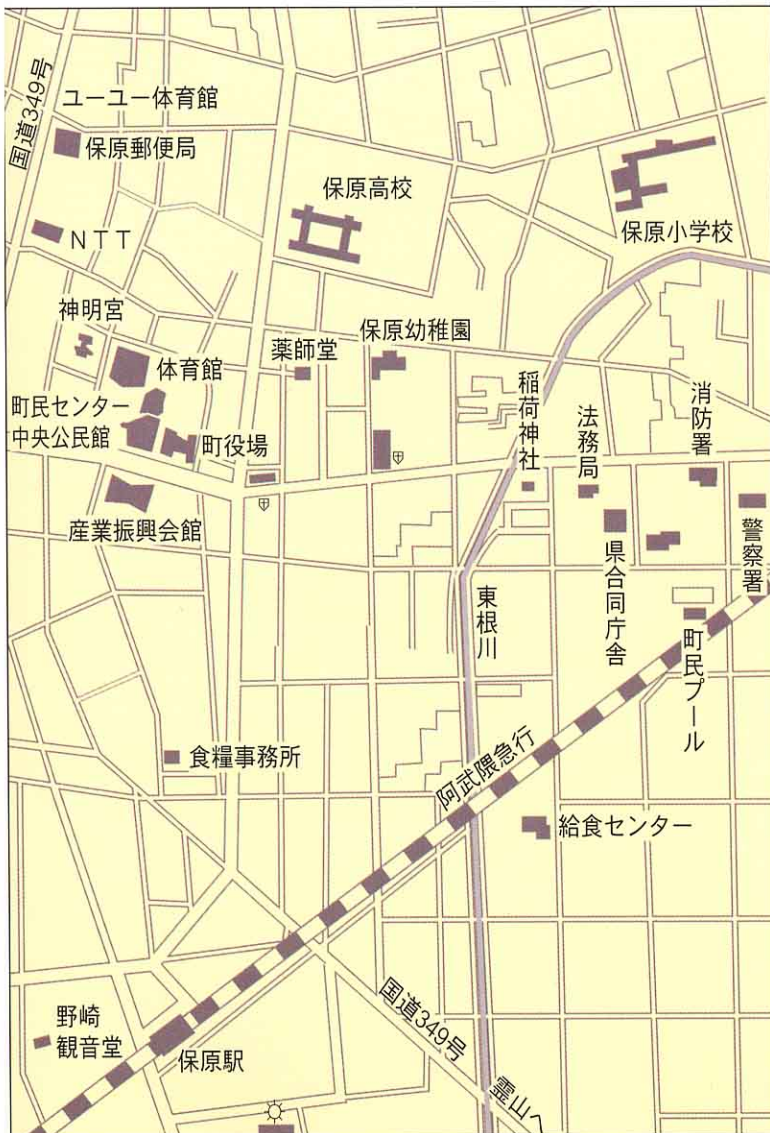 国道349号
ユーユー体育館
保原郵便局
保原高校
保原小学校
NTT
神明宮
体育館
薬師堂
保原幼稚園
町民センター
中央公民館
町役場
稲荷神社
法務局
消防署
産業振興会館
県合同庁舎
警察署
東根川
町民プール
食糧事務所
阿武隈急行
給食センター
野崎
観音堂
保原駅
国道349号
霊山へ